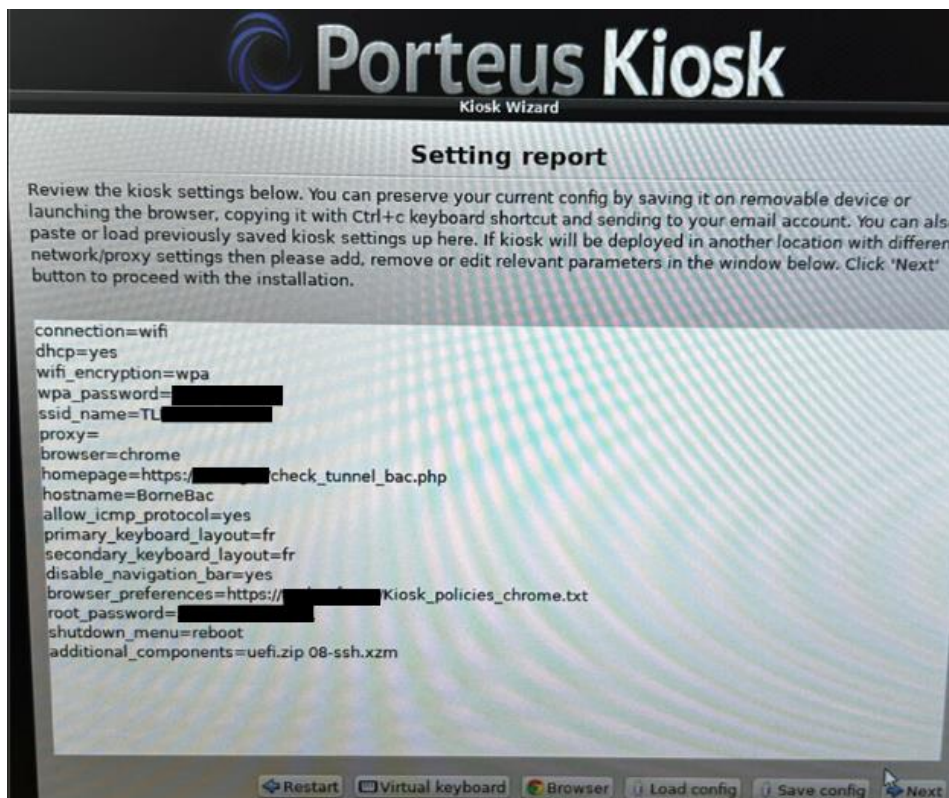 Porteus Kiosk
Kiosk Wizard
Setting report
Review the kiosk settings below. You can preserve your current config by saving it on removable device or
launching the browser, copying it with Ctrl+c keyboard shortcut and sending to your email account. You can als
paste or load previously saved kiosk settings up here. If kiosk will be deployed in another location with differen
network/proxy settings then please add, remove or edit relevant parameters in the window below. Click 'Next'
button to proceed with the installation.
connection=wifi
dhcp=yes
wifi_encryption=wpa
wpa_password=
ssid_name=TL
proxy=
browser=chrome
homepage=https:/ check_tunnel_bac.php
hostname=BorneBac
allow_icmp_protocol=yes
primary_keyboard_layout=fr
secondary_keyboard_layout=fr
disable_navigation_bar=yes
browser_preferences=https:// /Kiosk_policies_chrome.txt
root_password=
shutdown_menu=reboot
additional_components=uefi.zip 08-ssh.xzm
Restart Virtual keyboard Browser Load config Save config Next